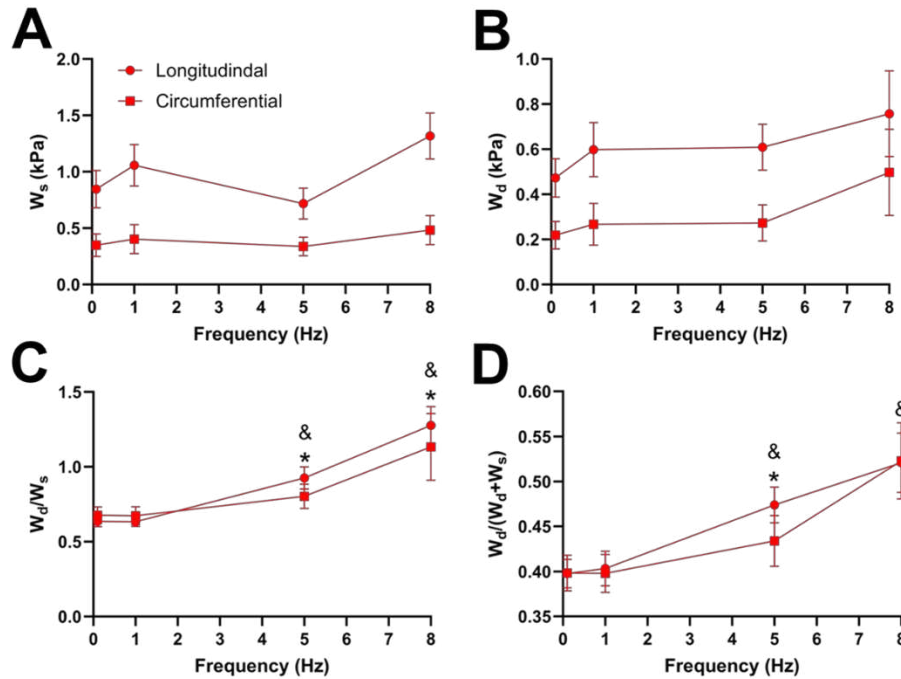 A
2.0
1.5
1.0
0.5
0.0
Ws (kPa)
Longitudindal
Circumferential
0 1 2 3 4 5 6 7 8
Frequency (Hz)
B
1.0
0.8
0.6
0.4
0.2
0.0
Wd (kPa)
0 1 2 3 4 5 6 7 8
Frequency (Hz)
C
1.5
1.0
0.5
0.0
Wd/Ws
&
*
&
*
0 1 2 3 4 5 6 7 8
Frequency (Hz)
D
0.60
0.55
0.50
0.45
0.40
0.35
Wd/(Wd+Ws)
&
*
&
0 1 2 3 4 5 6 7 8
Frequency (Hz)